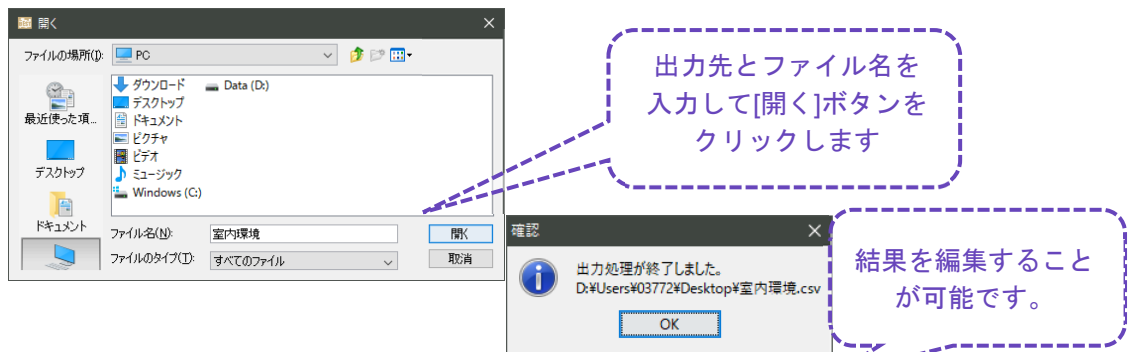 開く
ファイルの場所(I):
PC
最近使った項...
デスクトップ
ドキュメント
ダウンロード
デスクトップ
ドキュメント
ピクチャ
ビデオ
ミュージック
Windows (C:)
Data (D:)
ファイル名(N):
室内環境
開く
ファイルのタイプ(T):
すべてのファイル
取消
出力先とファイル名を
入力して[開く]ボタンを
クリックします
確認
出力処理が終了しました。
D:¥Users¥03772¥Desktop¥室内環境.csv
OK
結果を編集すること
が可能です。